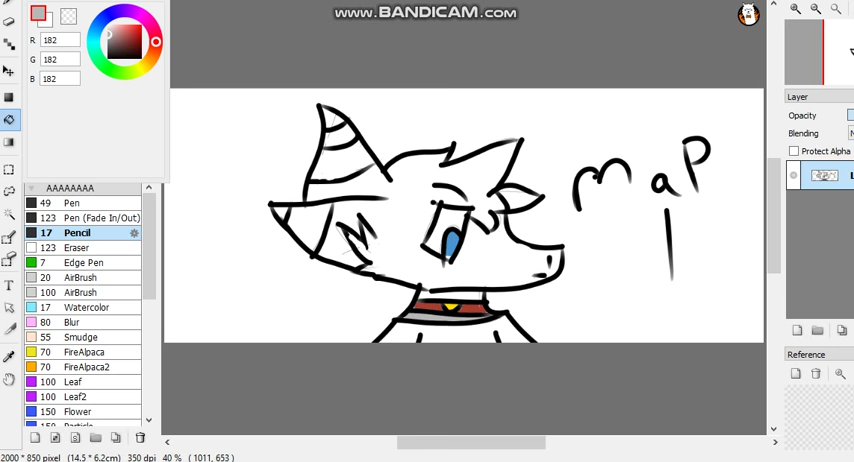 www.BANDICAM.com
R 182
G 182
B 182
AAAAAAAA
49 Pen
123 Pen (Fade In/Out)
17 Pencil
123 Eraser
7 Edge Pen
20 AirBrush
100 AirBrush
17 Watercolor
80 Blur
55 Smudge
70 FireAlpaca
70 FireAlpaca2
100 Leaf
100 Leaf2
150 Flower
150 Particle
maP
Layer
Opacity
Blending
Protect Alpha
Reference
2000 * 850 pixel (14.5 * 6.2cm) 350 dpi 40 % ( 1011, 653 )